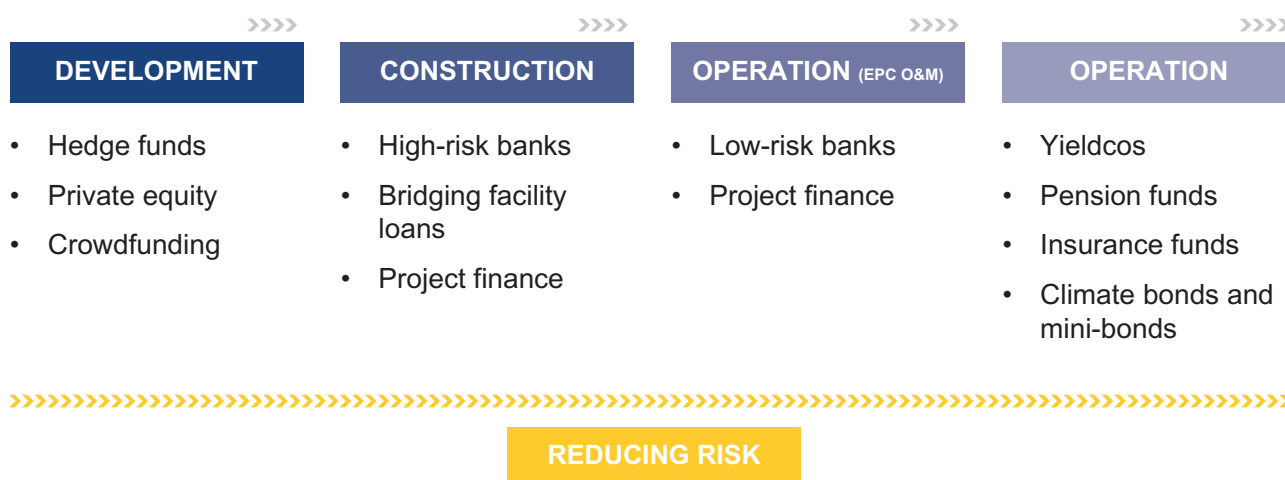 DEVELOPMENT
• Hedge funds
• Private equity
• Crowdfunding
CONSTRUCTION
• High-risk banks
• Bridging facility
loans
• Project finance
OPERATION (EPC O&M)
• Low-risk banks
• Project finance
OPERATION
• Yieldcos
• Pension funds
• Insurance funds
• Climate bonds and
mini-bonds
REDUCING RISK